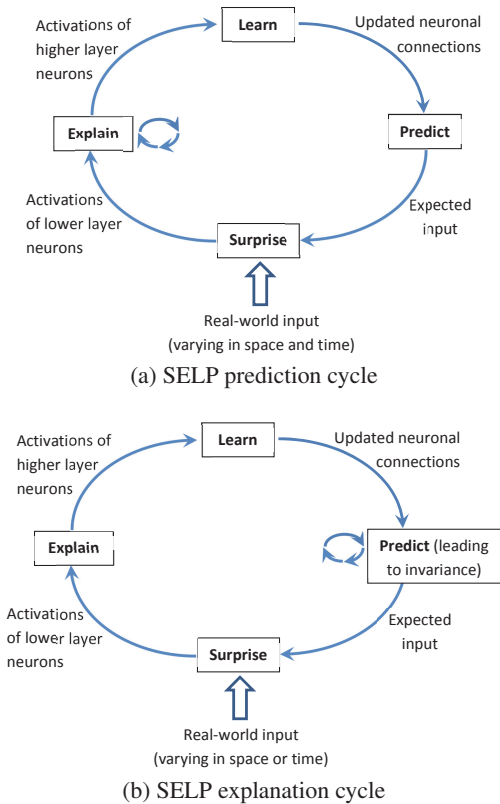 Activations of
higher layer
neurons
Learn
Updated neuronal
connections
Explain
Predict
Activations
of lower layer
neurons
Expected
input
Surprise
Real-world input
(varying in space and time)
(a) SELP prediction cycle
Activations of
higher layer
neurons
Learn
Updated neuronal
connections
Explain
Predict (leading
to invariance)
Activations
of lower layer
neurons
Expected
input
Surprise
Real-world input
(varying in space or time)
(b) SELP explanation cycle